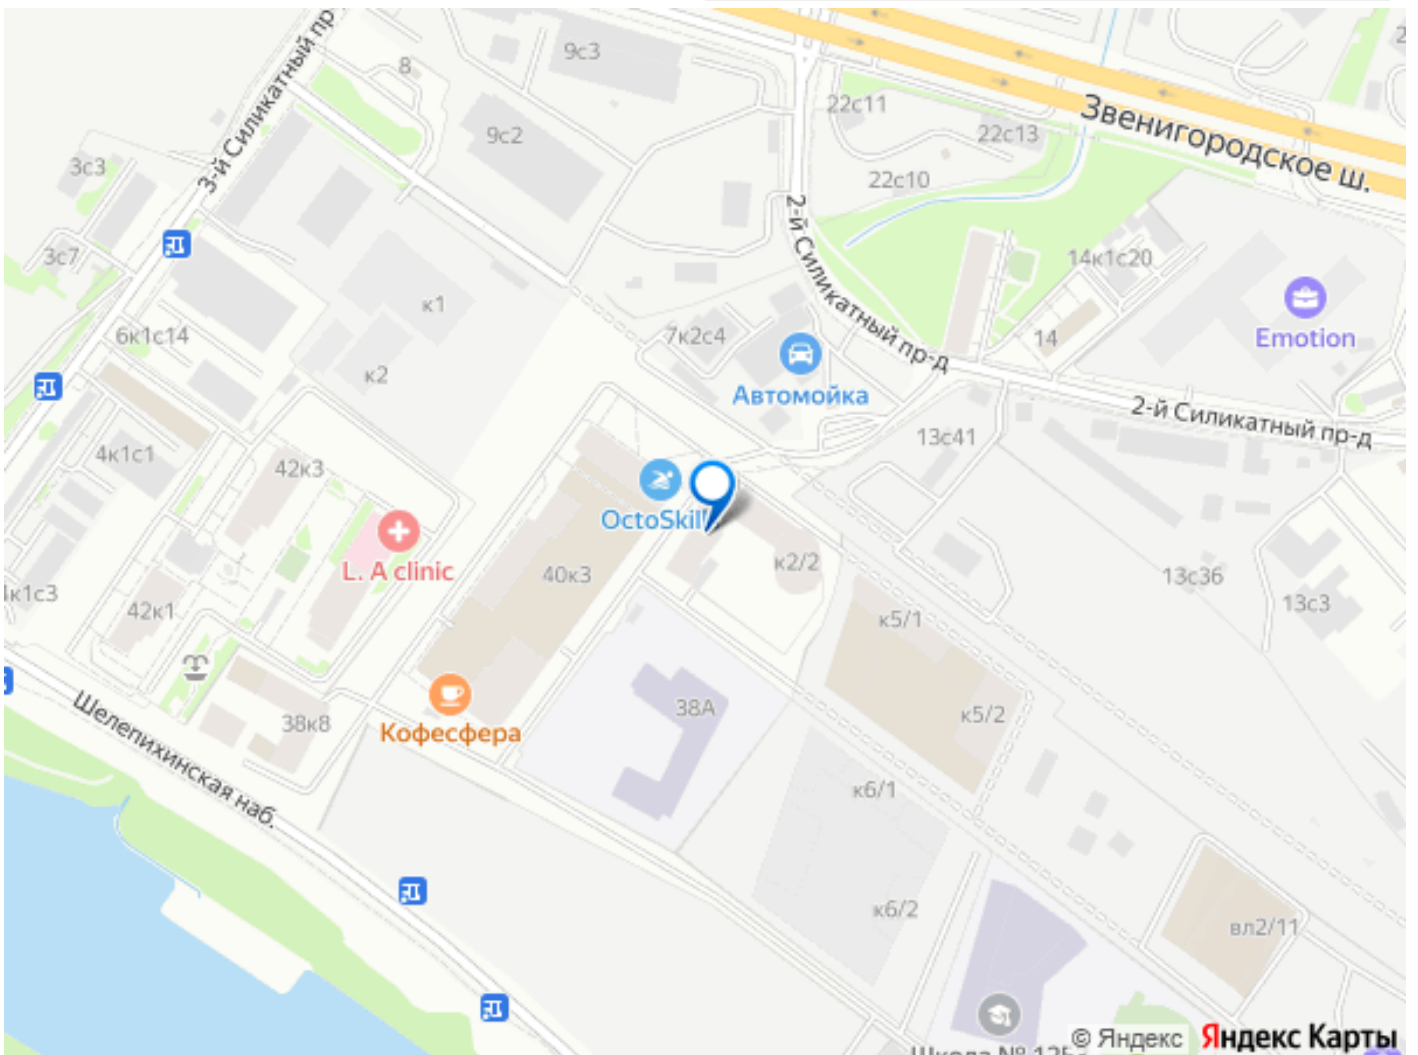 3-й Силикатный пр
8
9с3
9с2
22с11
22с13
22с10
Звенигородское ш.
3с3
3с7
2-й Силикатный пр-д
14к1с20
14
Emotion
к1
к2
6к1с14
7к2с4
Автомойка
2-й Силикатный пр-д
13с41
4к1с1
42к3
OctoSkill
L. A clinic
40к3
к2/2
13с36
13с3
к1с3
42к1
к5/1
38А
к5/2
38к8
Кофесфера
Шелепихинская наб.
к6/1
к6/2
вл2/11
© Яндекс
Яндекс Карты